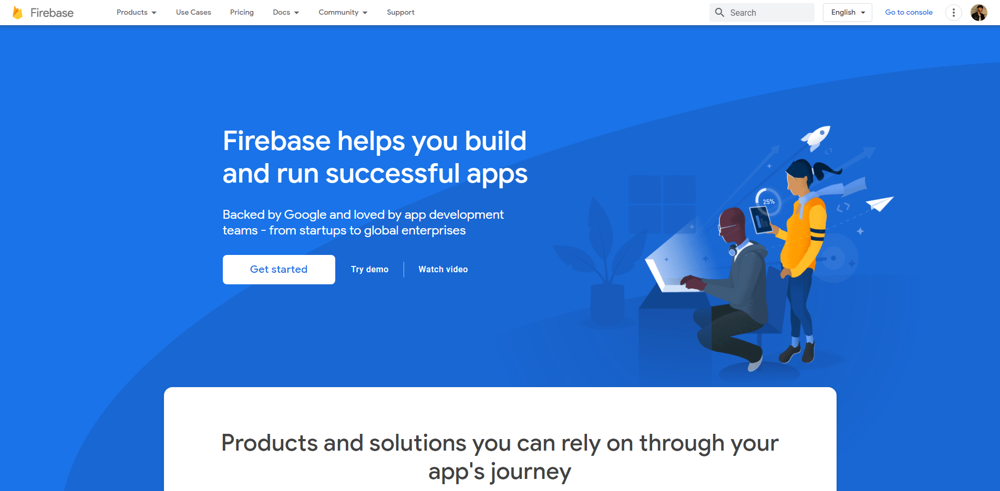 Firebase
Products
Use Cases
Pricing
Docs
Community
Support
Search
English
Go to console
Firebase helps you build
and run successful apps
Backed by Google and loved by app development
teams - from startups to global enterprises
Get started
Try demo
Watch video
25%
Products and solutions you can rely on through your
app's journey